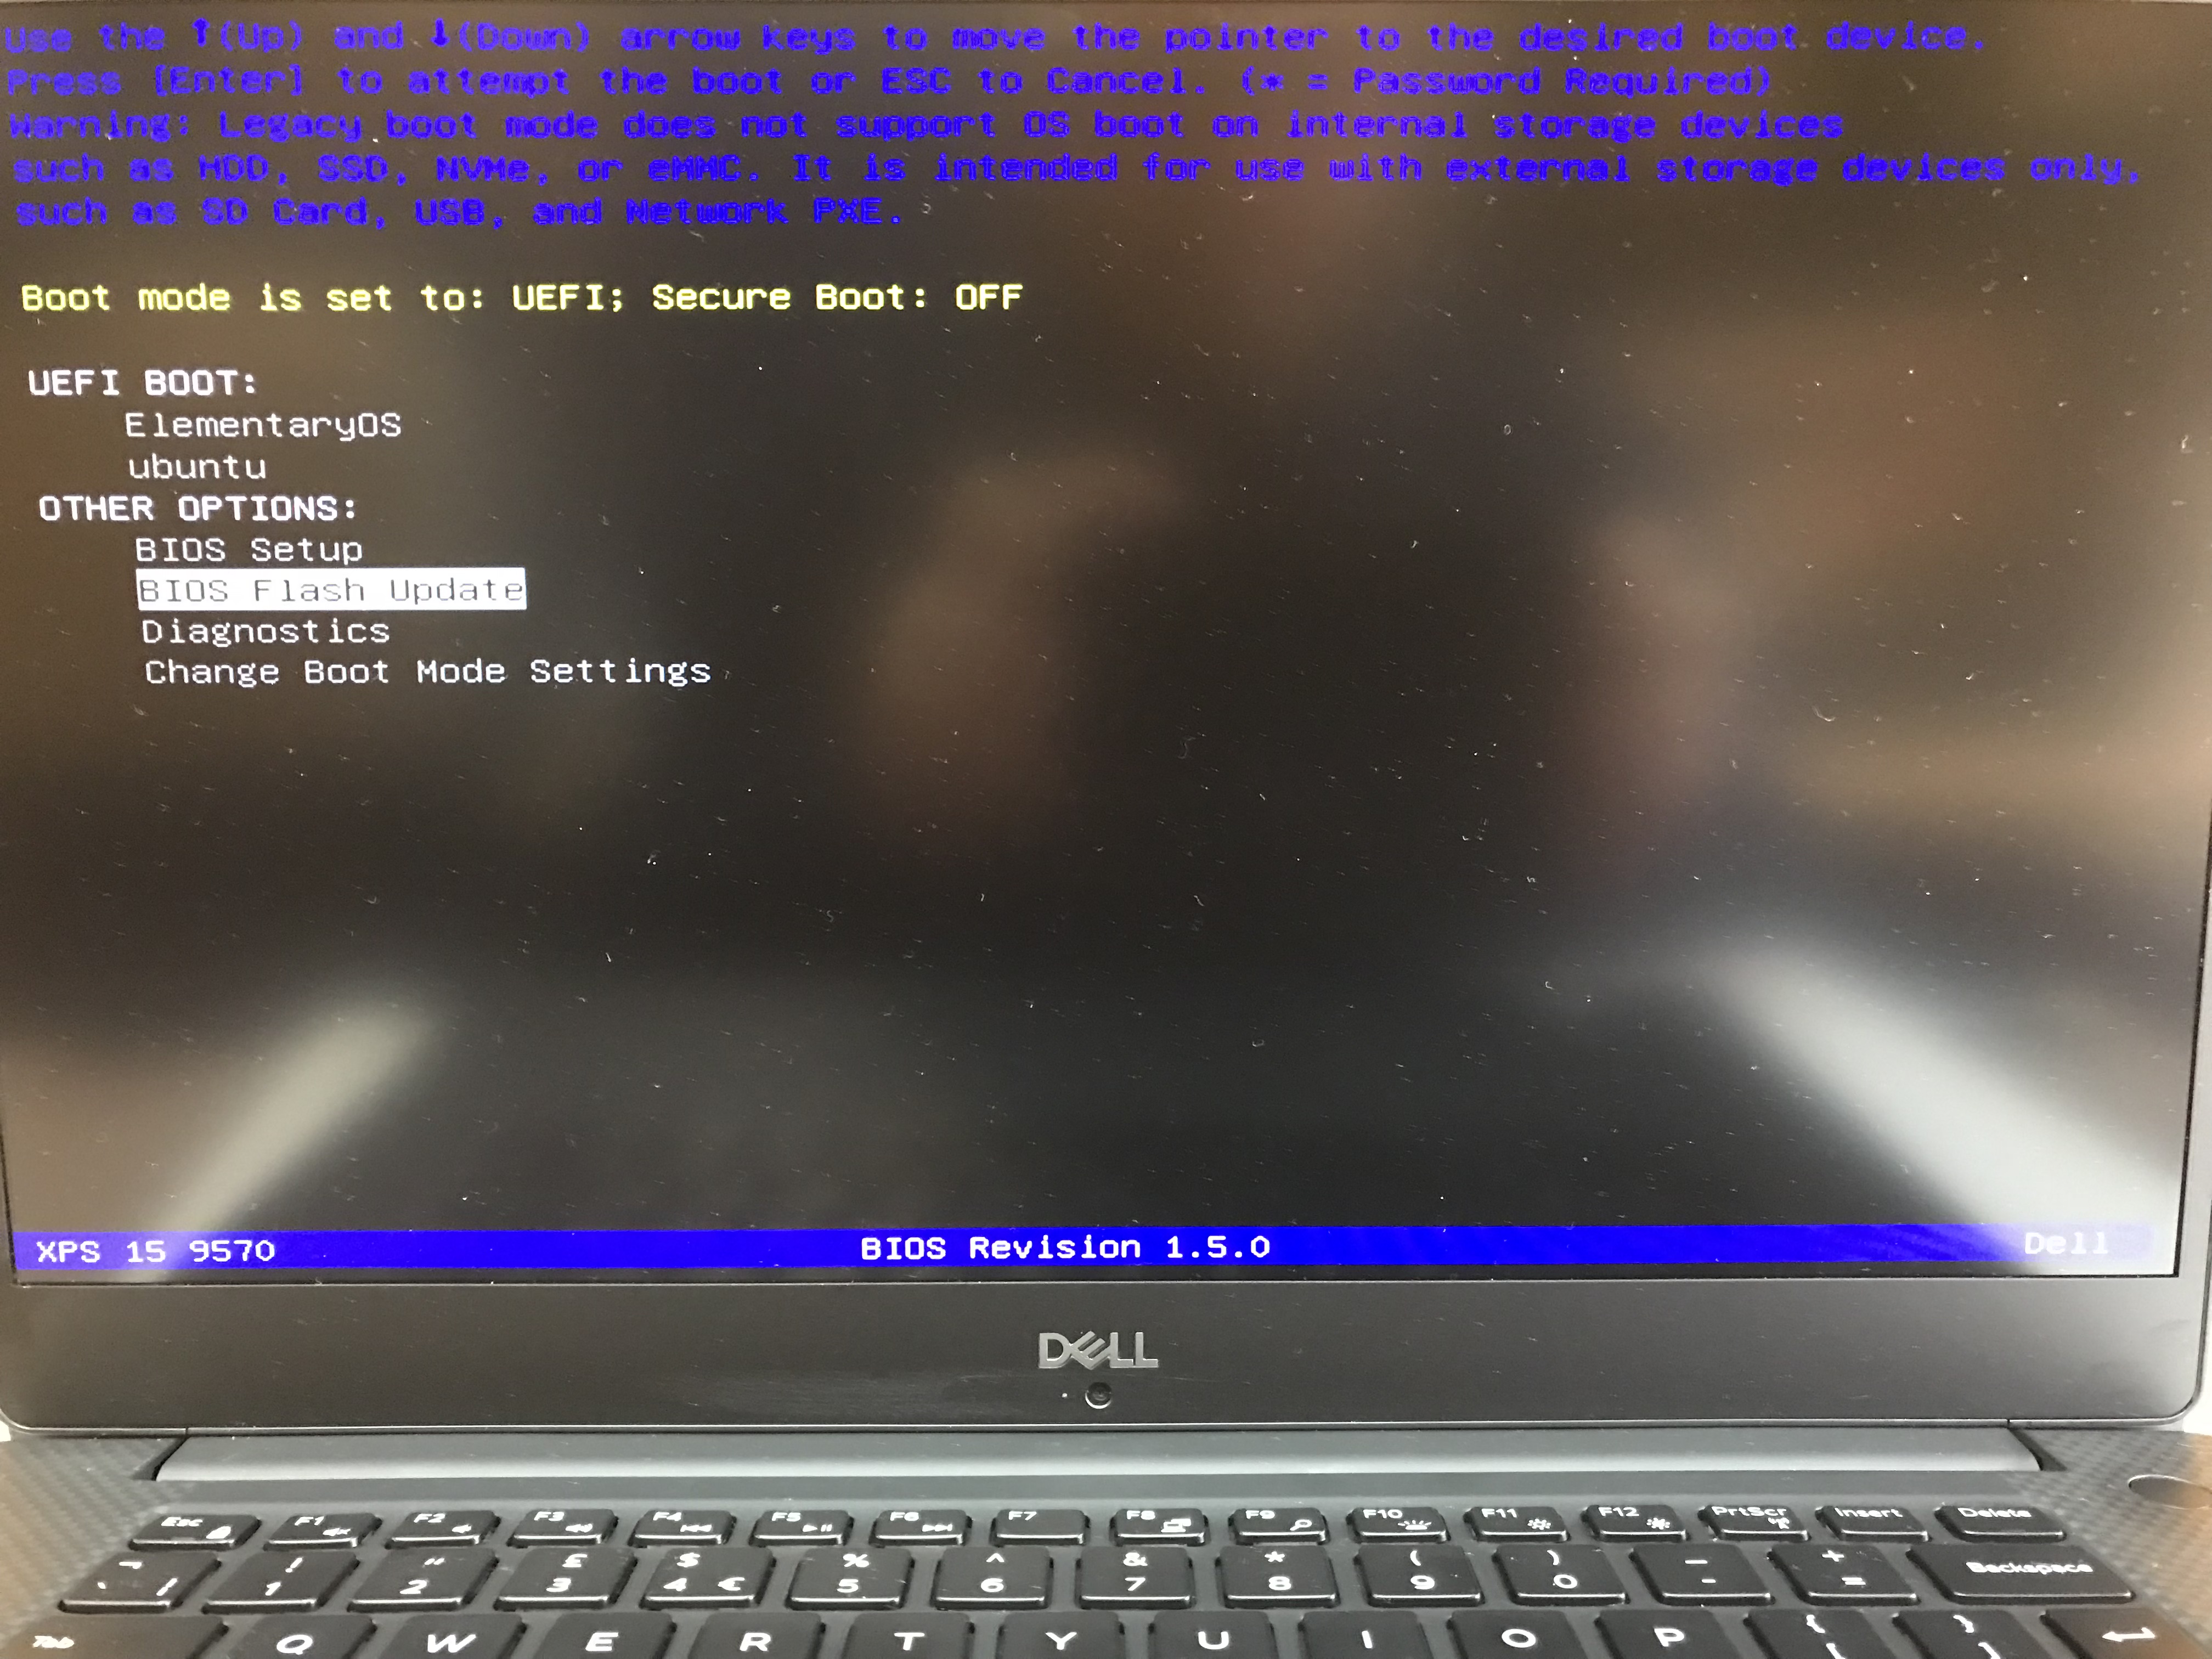 Use the ↑(Up) and ↓(Down) arrow keys to move the pointer to the desired boot device.
Press [Enter] to attempt the boot or ESC to Cancel. (* = Password Required)
Warning: Legacy boot mode does not support OS boot on internal storage devices
such as HDD, SSD, NVMe, or eMMC. It is intended for use with external storage devices only,
such as SD Card, USB, and Network PXE.
Boot mode is set to: UEFI; Secure Boot: OFF
UEFI BOOT:
ElementaryOS
ubuntu
OTHER OPTIONS:
BIOS Setup
BIOS Flash Update
Diagnostics
Change Boot Mode Settings
XPS 15 9570 BIOS Revision 1.5.0 Dell
DELL
Esc F1 F2 F3 F4 F5 F6 F7 F8 F9 F10 F11 F12 PrtScr Insert Delete
¬ ! " £ $ % ^ & * ( ) _ +
` ¦ 1 2 3 4 € 5 6 7 8 9 0 - = Backspace
Tab Q W E R T Y U I O P { }
[ ]